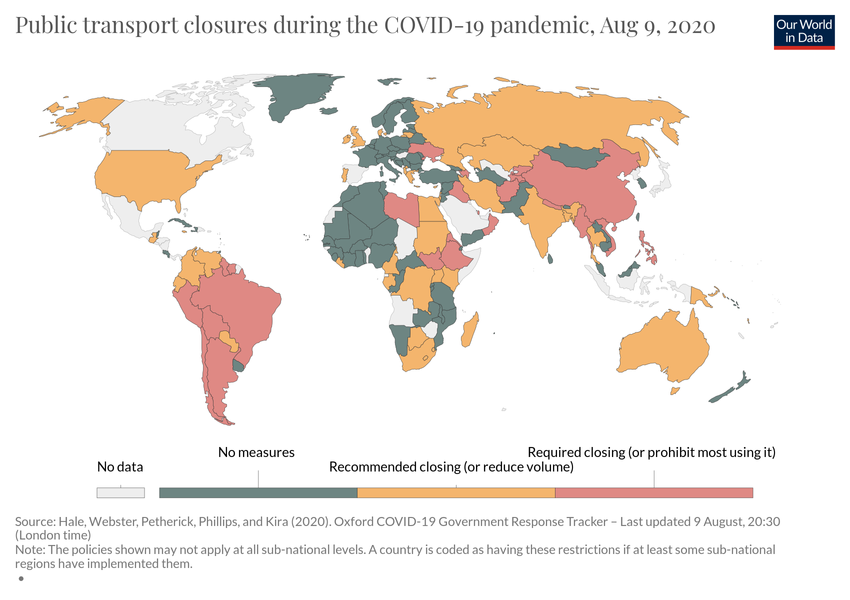 Public transport closures during the COVID-19 pandemic, Aug 9, 2020
Our World
in Data
No data
No measures
Recommended closing (or reduce volume)
Required closing (or prohibit most using it)
Source: Hale, Webster, Petherick, Phillips, and Kira (2020). Oxford COVID-19 Government Response Tracker – Last updated 9 August, 20:30
(London time)
Note: The policies shown may not apply at all sub-national levels. A country is coded as having these restrictions if at least some sub-national
regions have implemented them.